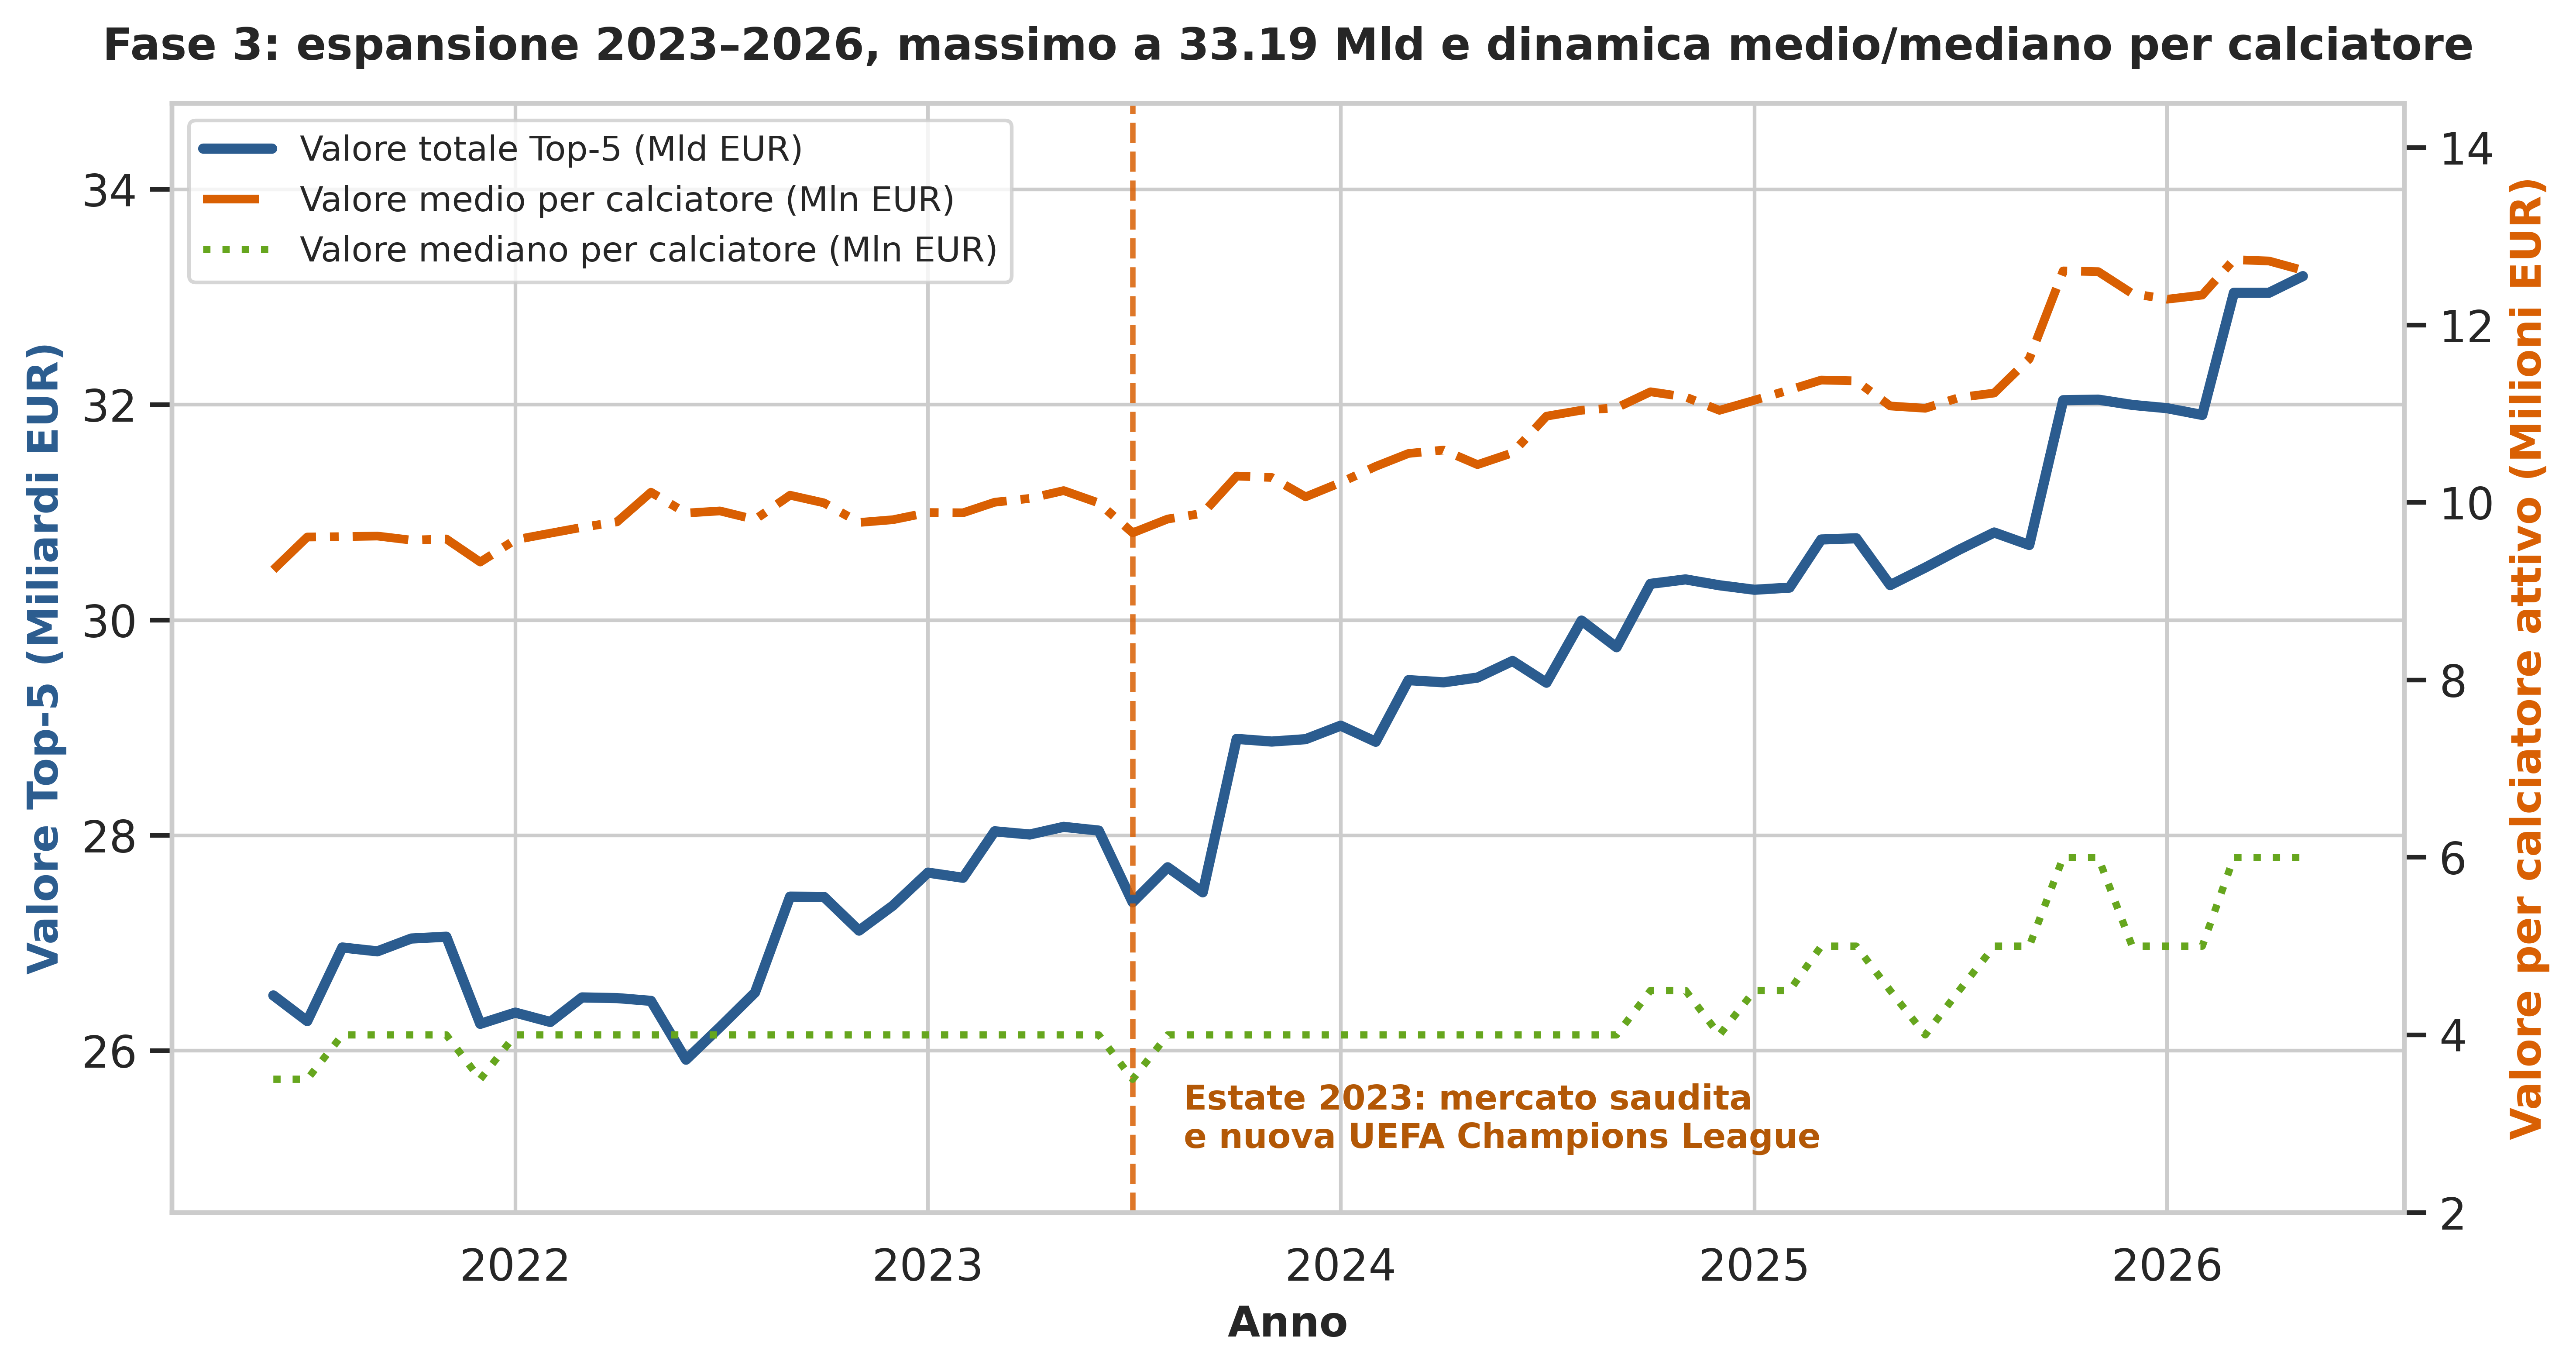 Fase 3: espansione 2023–2026, massimo a 33.19 Mld e dinamica medio/mediano per calciatore
Valore totale Top-5 (Mld EUR)
Valore medio per calciatore (Mln EUR)
Valore mediano per calciatore (Mln EUR)
Valore Top-5 (Miliardi EUR)
34
32
30
28
26
14
12
10
8
6
4
2
Valore per calciatore attivo (Milioni EUR)
Estate 2023: mercato saudita
e nuova UEFA Champions League
2022
2023
2024
2025
2026
Anno